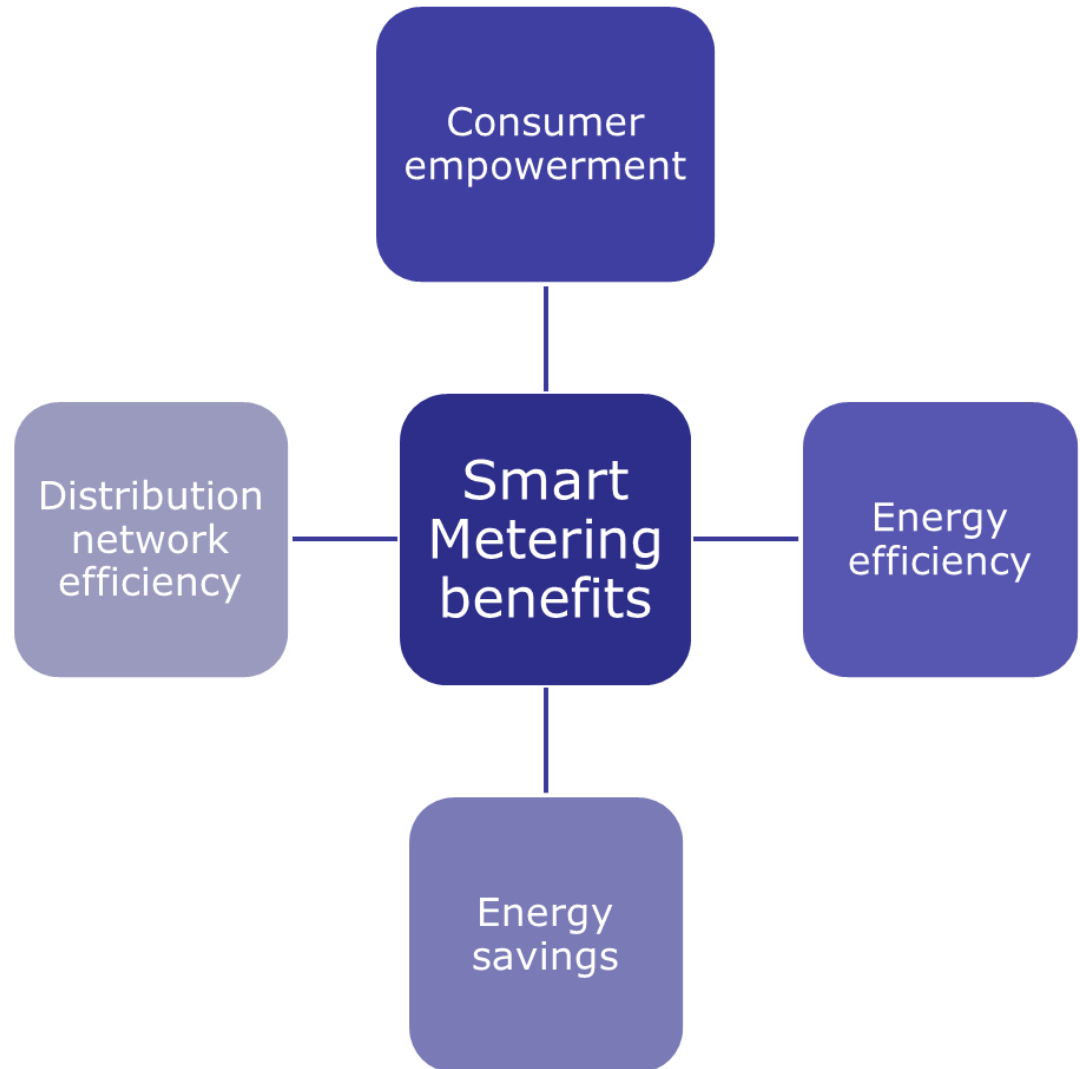 Consumer
empowerment
Distribution
network
efficiency
Smart
Metering
benefits
Energy
efficiency
Energy
savings